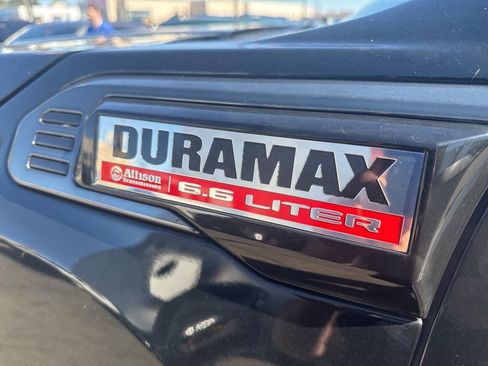 DURAMAX
Allison
Transmission
6.6 LITER